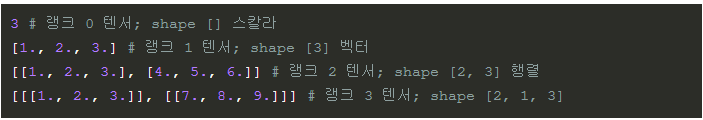 3 # 랭크 0 텐서; shape [] 스칼라
[1., 2., 3.] # 랭크 1 텐서; shape [3] 벡터
[[1., 2., 3.], [4., 5., 6.]] # 랭크 2 텐서; shape [2, 3] 행렬
[[[1., 2., 3.]], [[7., 8., 9.]]] # 랭크 3 텐서; shape [2, 1, 3]